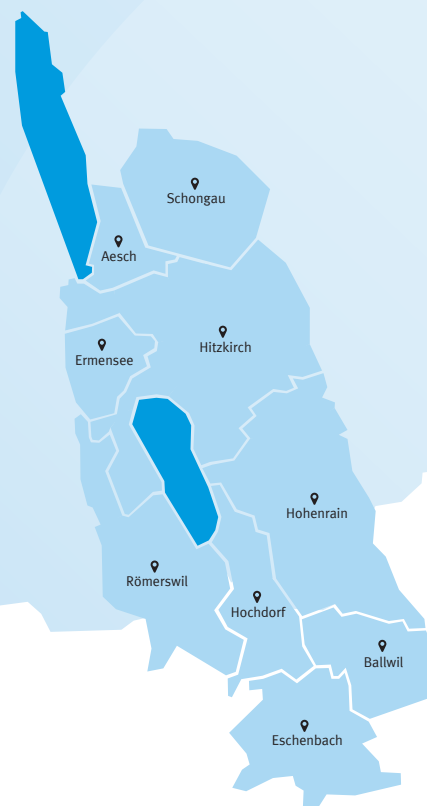 Schongau
Aesch
Hitzkirch
Ermensee
Hohenrain
Römerswil
Hochdorf
Ballwil
Eschenbach